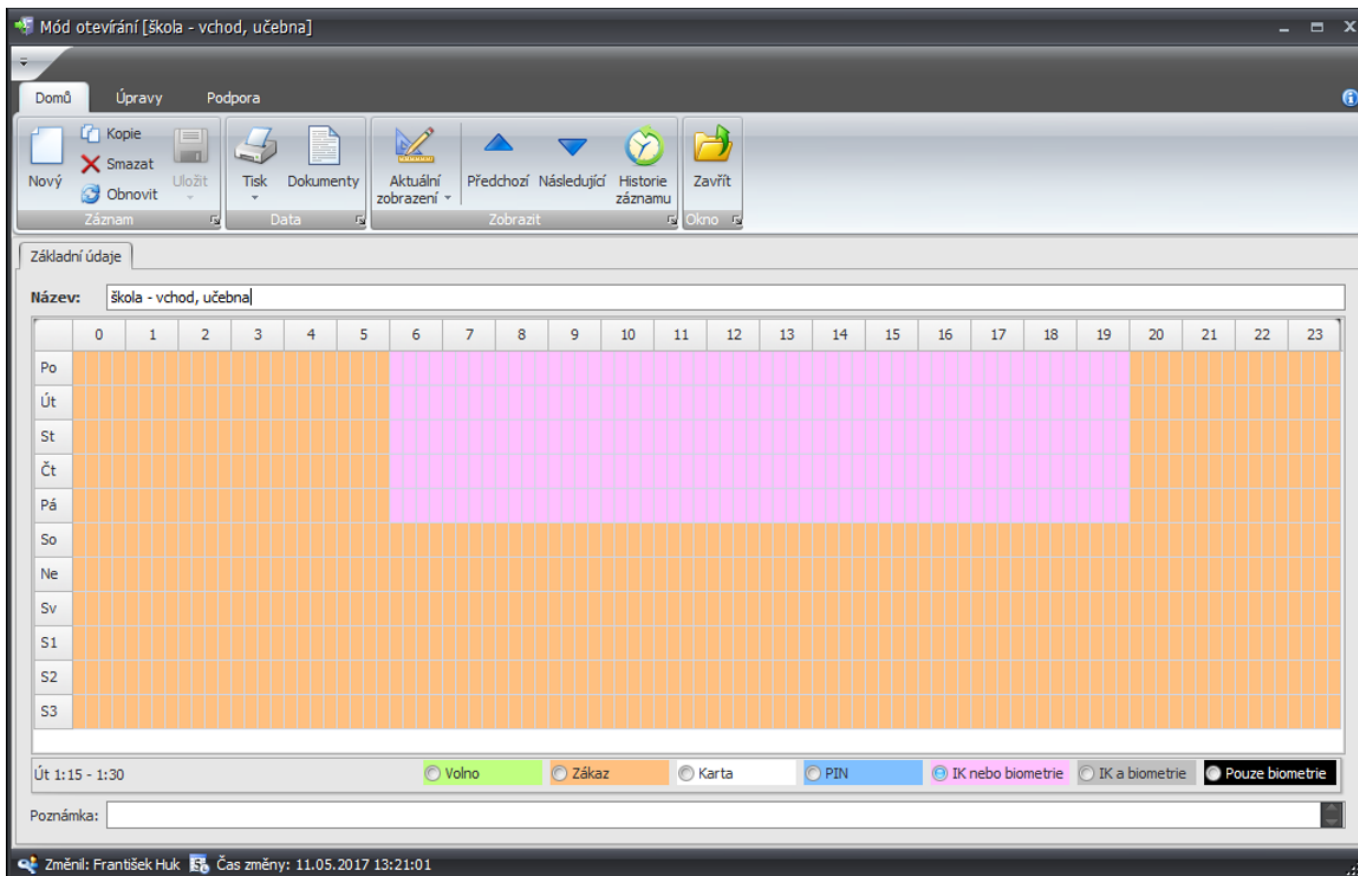 Mód otevírání [škola - vchod, učebna]
Domů Úpravy Podpora
Nový
Kopie
Smazat
Obnovit
Uložit
Tisk
Dokumenty
Aktuální zobrazení
Předchozí
Následující
Historie záznamu
Zavřít
Záznam Data Zobrazit Okno
Základní údaje
Název: škola - vchod, učebna
0 1 2 3 4 5 6 7 8 9 10 11 12 13 14 15 16 17 18 19 20 21 22 23
Po
Út
St
Čt
Pá
So
Ne
Sv
S1
S2
S3
Út 1:15 - 1:30 Volno Zákaz Karta PIN IK nebo biometrie IK a biometrie Pouze biometrie
Poznámka:
Změnil: František Huk Čas změny: 11.05.2017 13:21:01